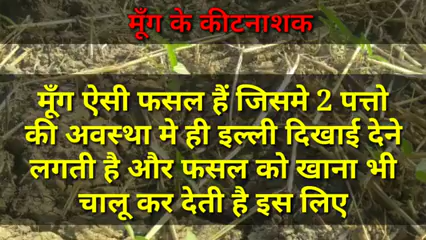 मूँग के कीटनाशक
मूँग ऐसी फसल हैं जिसमे 2 पत्तो
की अवस्था मे ही इल्ली दिखाई देने
लगती है और फसल को खाना भी
चालू कर देती है इस लिए